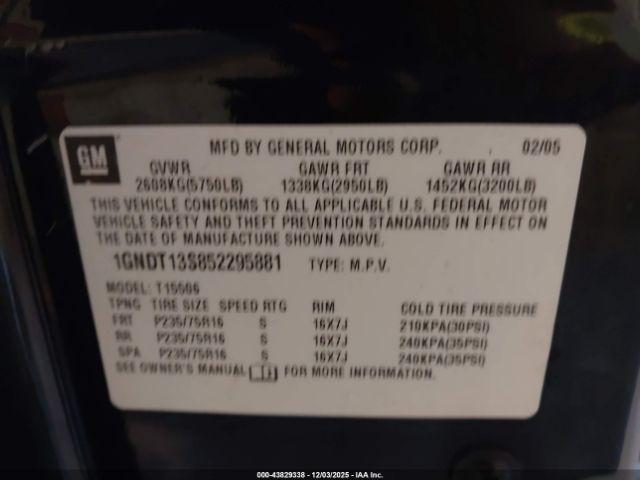 GM MFD BY GENERAL MOTORS CORP. 02/05
GVWR GAWR FRT GAWR RR
2608KG(5750LB) 1338KG(2950LB) 1452KG(3200LB)
THIS VEHICLE CONFORMS TO ALL APPLICABLE U.S. FEDERAL MOTOR
VEHICLE SAFETY AND THEFT PREVENTION STANDARDS IN EFFECT ON
THE DATE OF MANUFACTURE SHOWN ABOVE.
1GNDT13S852295881 TYPE: M.P.V.
MODEL: T15506
TPNG TIRE SIZE SPEED RTG RIM COLD TIRE PRESSURE
FRT P235/75R16 S 16X7J 210KPA(30PSI)
RR P235/75R16 S 16X7J 240KPA(35PSI)
SPA P235/75R16 S 16X7J 240KPA(35PSI)
SEE OWNER'S MANUAL FOR MORE INFORMATION.
000-43829338 - 12/03/2025 - IAA Inc.